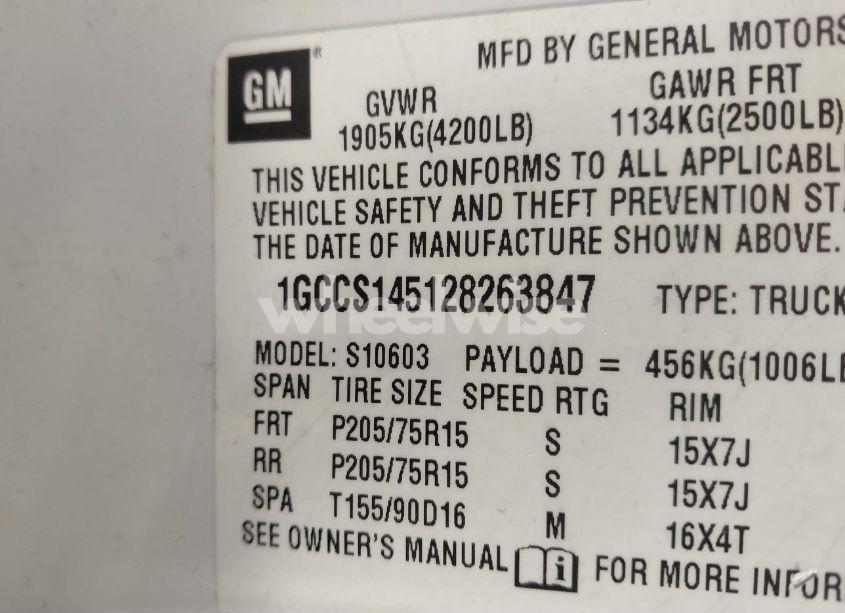 GM®
MFD BY GENERAL MOTORS
GVWR GAWR FRT
1905KG(4200LB) 1134KG(2500LB)
THIS VEHICLE CONFORMS TO ALL APPLICABL
VEHICLE SAFETY AND THEFT PREVENTION STA
THE DATE OF MANUFACTURE SHOWN ABOVE.
1GCCS145128263847 TYPE: TRUCK
wheelwise
MODEL: S10603 PAYLOAD = 456KG(1006LB
SPAN TIRE SIZE SPEED RTG RIM
FRT P205/75R15 S 15X7J
RR P205/75R15 S 15X7J
SPA T155/90D16 M 16X4T
SEE OWNER'S MANUAL i FOR MORE INFOR